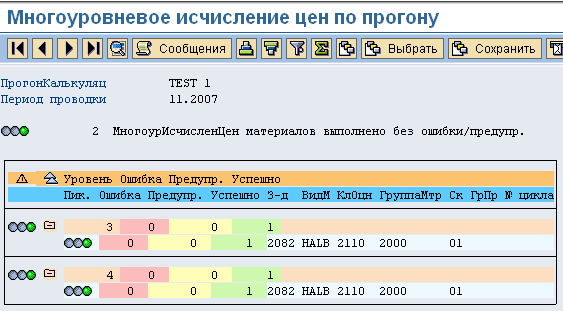 Многоуровневое исчисление цен по прогону
Сообщения Выбрать Сохранить
ПрогонКалькуляц TEST 1
Период проводки 11.2007
2 МногоурИсчисленЦен материалов выполнено без ошибки/предупр.
Уровень Ошибка Предупр. Успешно
Пик. Ошибка Предупр. Успешно З-д ВидМ КлОцн ГруппаМтр Ск ГрПр № цикла
3 0 0 1
0 0 1 2082 HALB 2110 2000 01
4 0 0 1
0 0 1 2082 HALB 2110 2000 01